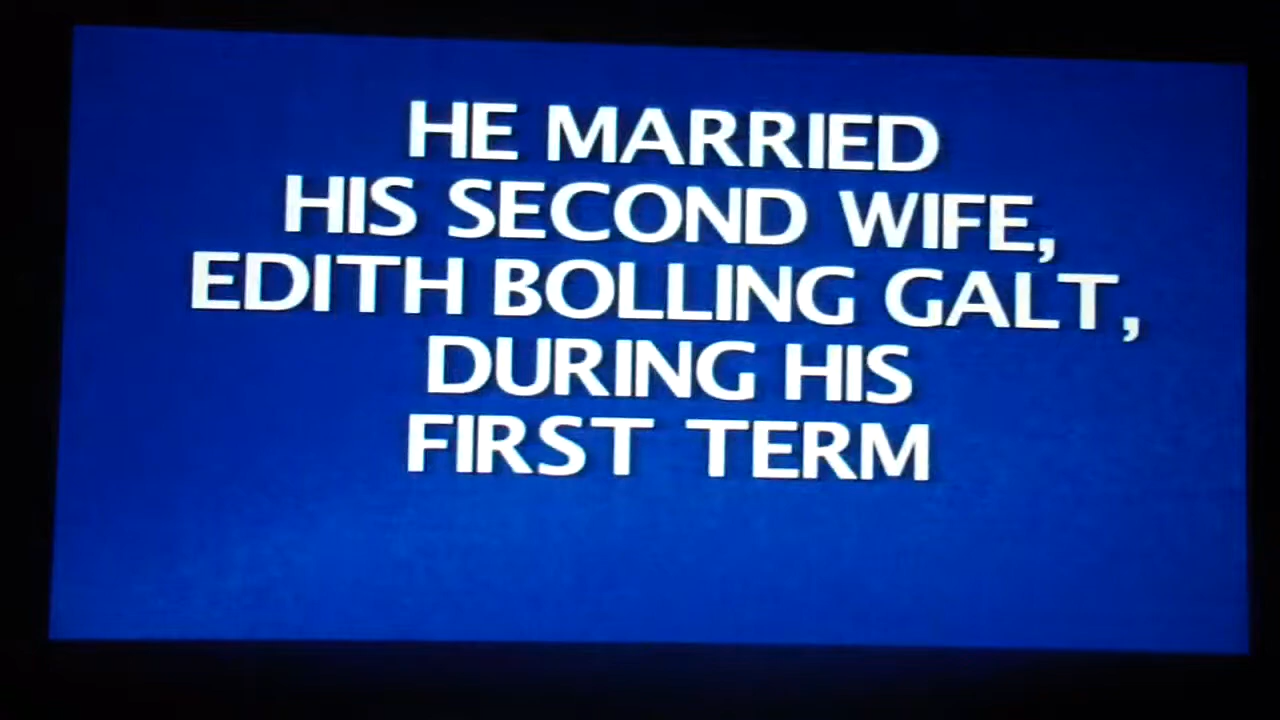 HE MARRIED
HIS SECOND WIFE,
EDITH BOLLING GALT,
DURING HIS
FIRST TERM